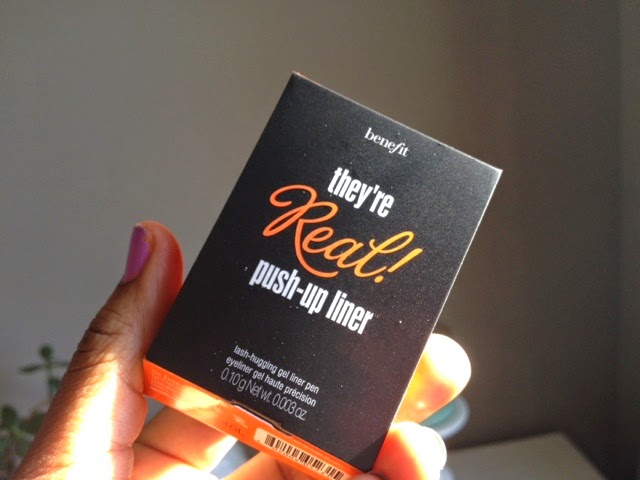 benefit
they're
Real!
push-up liner
lash-hugging gel liner pen
eyeliner gel haute précision
0.10g Net wt. 0.003 oz.